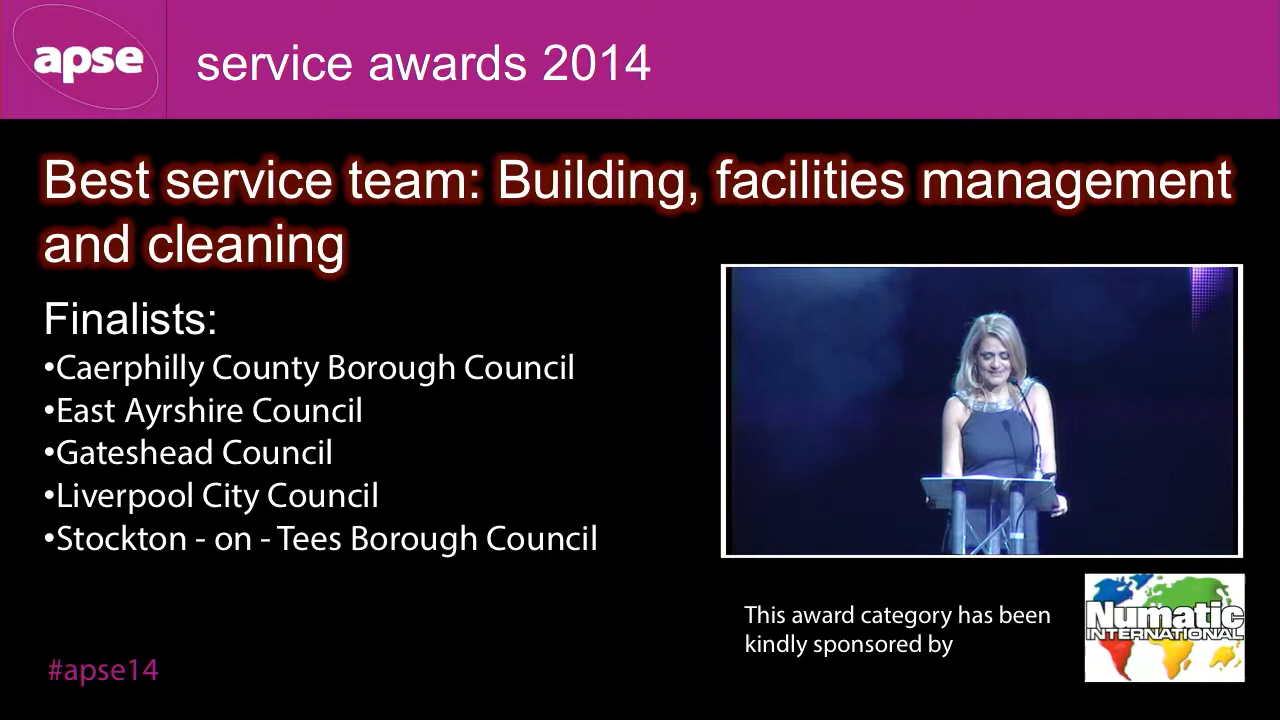 apse
service awards 2014
Best service team: Building, facilities management
and cleaning
Finalists:
•Caerphilly County Borough Council
•East Ayrshire Council
•Gateshead Council
•Liverpool City Council
•Stockton - on - Tees Borough Council
This award category has been
kindly sponsored by
Numatic
INTERNATIONAL
#apse14